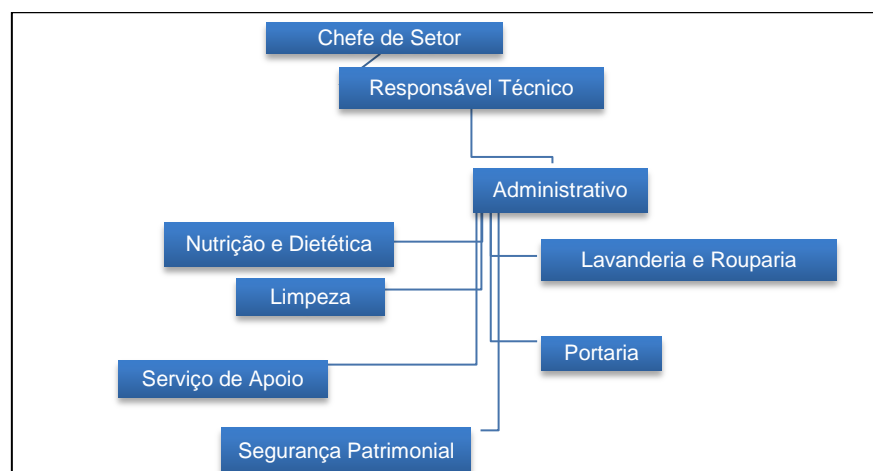 Chefe de Setor
Responsável Técnico
Administrativo
Nutrição e Dietética
Lavanderia e Rouparia
Limpeza
Portaria
Serviço de Apoio
Segurança Patrimonial